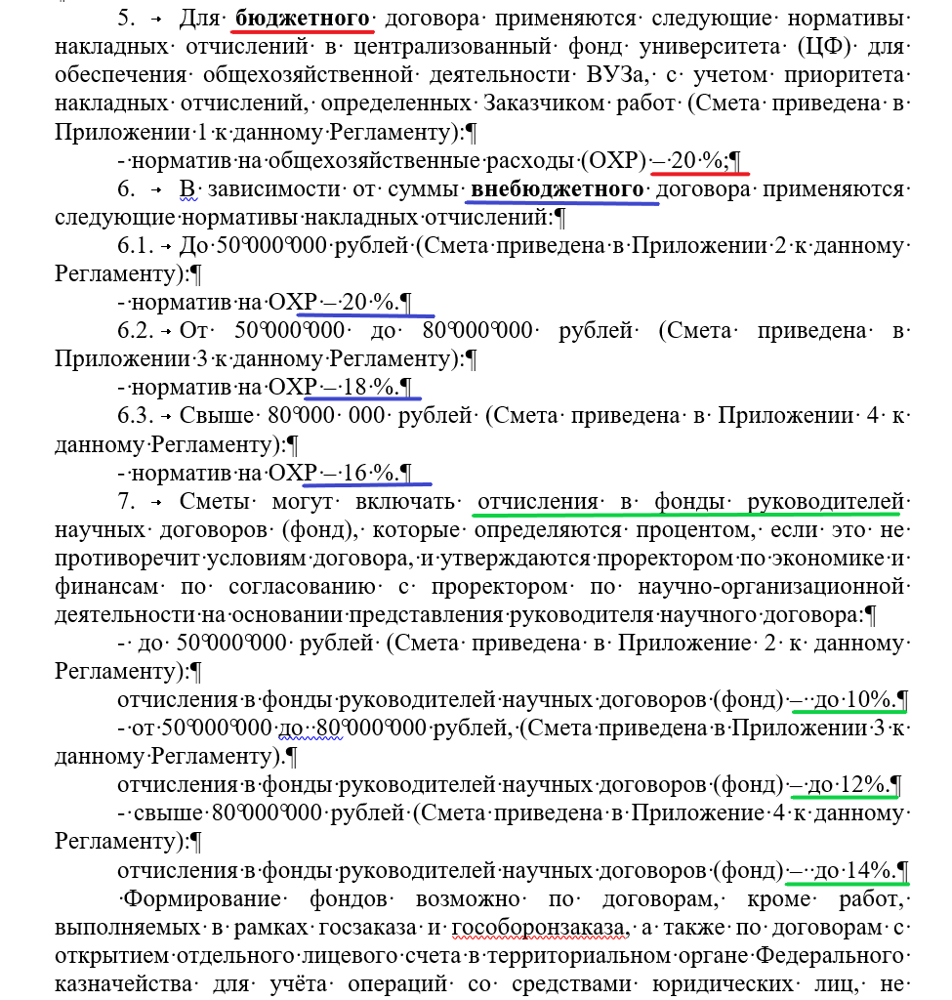 5. Для бюджетного договора применяются следующие нормативы
накладных отчислений в централизованный фонд университета (ЦФ) для
обеспечения общехозяйственной деятельности ВУЗа, с учетом приоритета
накладных отчислений, определенных Заказчиком работ (Смета приведена в
Приложении 1 к данному Регламенту):¶
- норматив на общехозяйственные расходы (ОХР) – 20 %;¶
6. В зависимости от суммы внебюджетного договора применяются
следующие нормативы накладных отчислений:¶
6.1. До 50 000 000 рублей (Смета приведена в Приложении 2 к данному
Регламенту):¶
- норматив на ОХР – 20 %.¶
6.2. От 50 000 000 до 80 000 000 рублей (Смета приведена в
Приложении 3 к данному Регламенту):¶
- норматив на ОХР – 18 %.¶
6.3. Свыше 80 000 000 рублей (Смета приведена в Приложении 4 к
данному Регламенту):¶
- норматив на ОХР – 16 %.¶
7. Сметы могут включать отчисления в фонды руководителей
научных договоров (фонд), которые определяются процентом, если это не
противоречит условиям договора, и утверждаются проректором по экономике и
финансам по согласованию с проректором по научно-организационной
деятельности на основании представления руководителя научного договора:¶
- до 50 000 000 рублей (Смета приведена в Приложение 2 к данному
Регламенту):¶
отчисления в фонды руководителей научных договоров (фонд) – до 10%.¶
- от 50 000 000 до 80 000 000 рублей, (Смета приведена в Приложении 3 к
данному Регламенту).¶
отчисления в фонды руководителей научных договоров (фонд) – до 12%.¶
- свыше 80 000 000 рублей (Смета приведена в Приложение 4 к данному
Регламенту):¶
отчисления в фонды руководителей научных договоров (фонд) – до 14%.¶
Формирование фондов возможно по договорам, кроме работ,
выполняемых в рамках госзаказа и гособоронзаказа, а также по договорам с
открытием отдельного лицевого счета в территориальном органе Федерального
казначейства для учёта операций со средствами юридических лиц, не